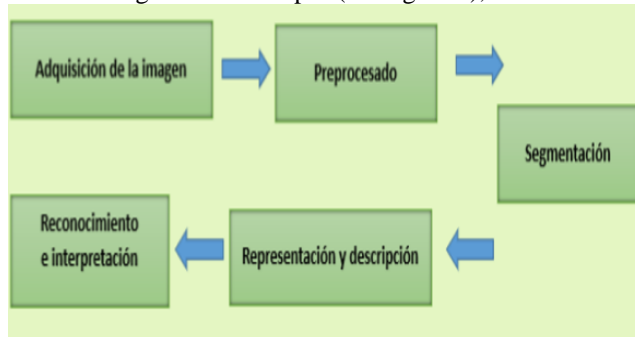 Adquisición de la imagen
Preprocesado
Segmentación
Representación y descripción
Reconocimiento
e interpretación